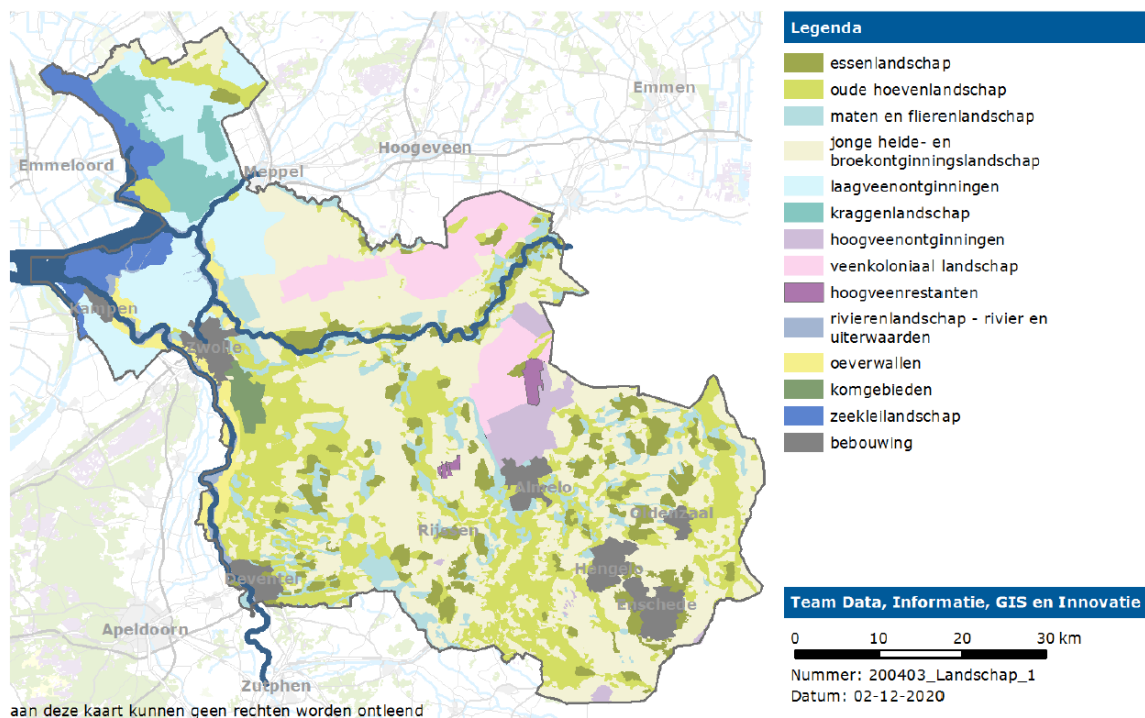 Emmen
Hoogeveen
Emmeloord
Meppel
Kampen
Zwolle
Almelo
Oldenzaal
Rijssen
Hengelo
Deventer
Enschede
Apeldoorn
Zutphen
aan deze kaart kunnen geen rechten worden ontleend
Legenda
essenlandschap
oude hoevenlandschap
maten en flierenlandschap
jonge heide- en
broekontginningslandschap
laagveenontginningen
kraggenlandschap
hoogveenontginningen
veenkoloniaal landschap
hoogveenrestanten
rivierenlandschap - rivier en
uiterwaarden
oeverwallen
komgebieden
zeekleilandschap
bebouwing
Team Data, Informatie, GIS en Innovatie
0 10 20 30 km
Nummer: 200403_Landschap_1
Datum: 02-12-2020